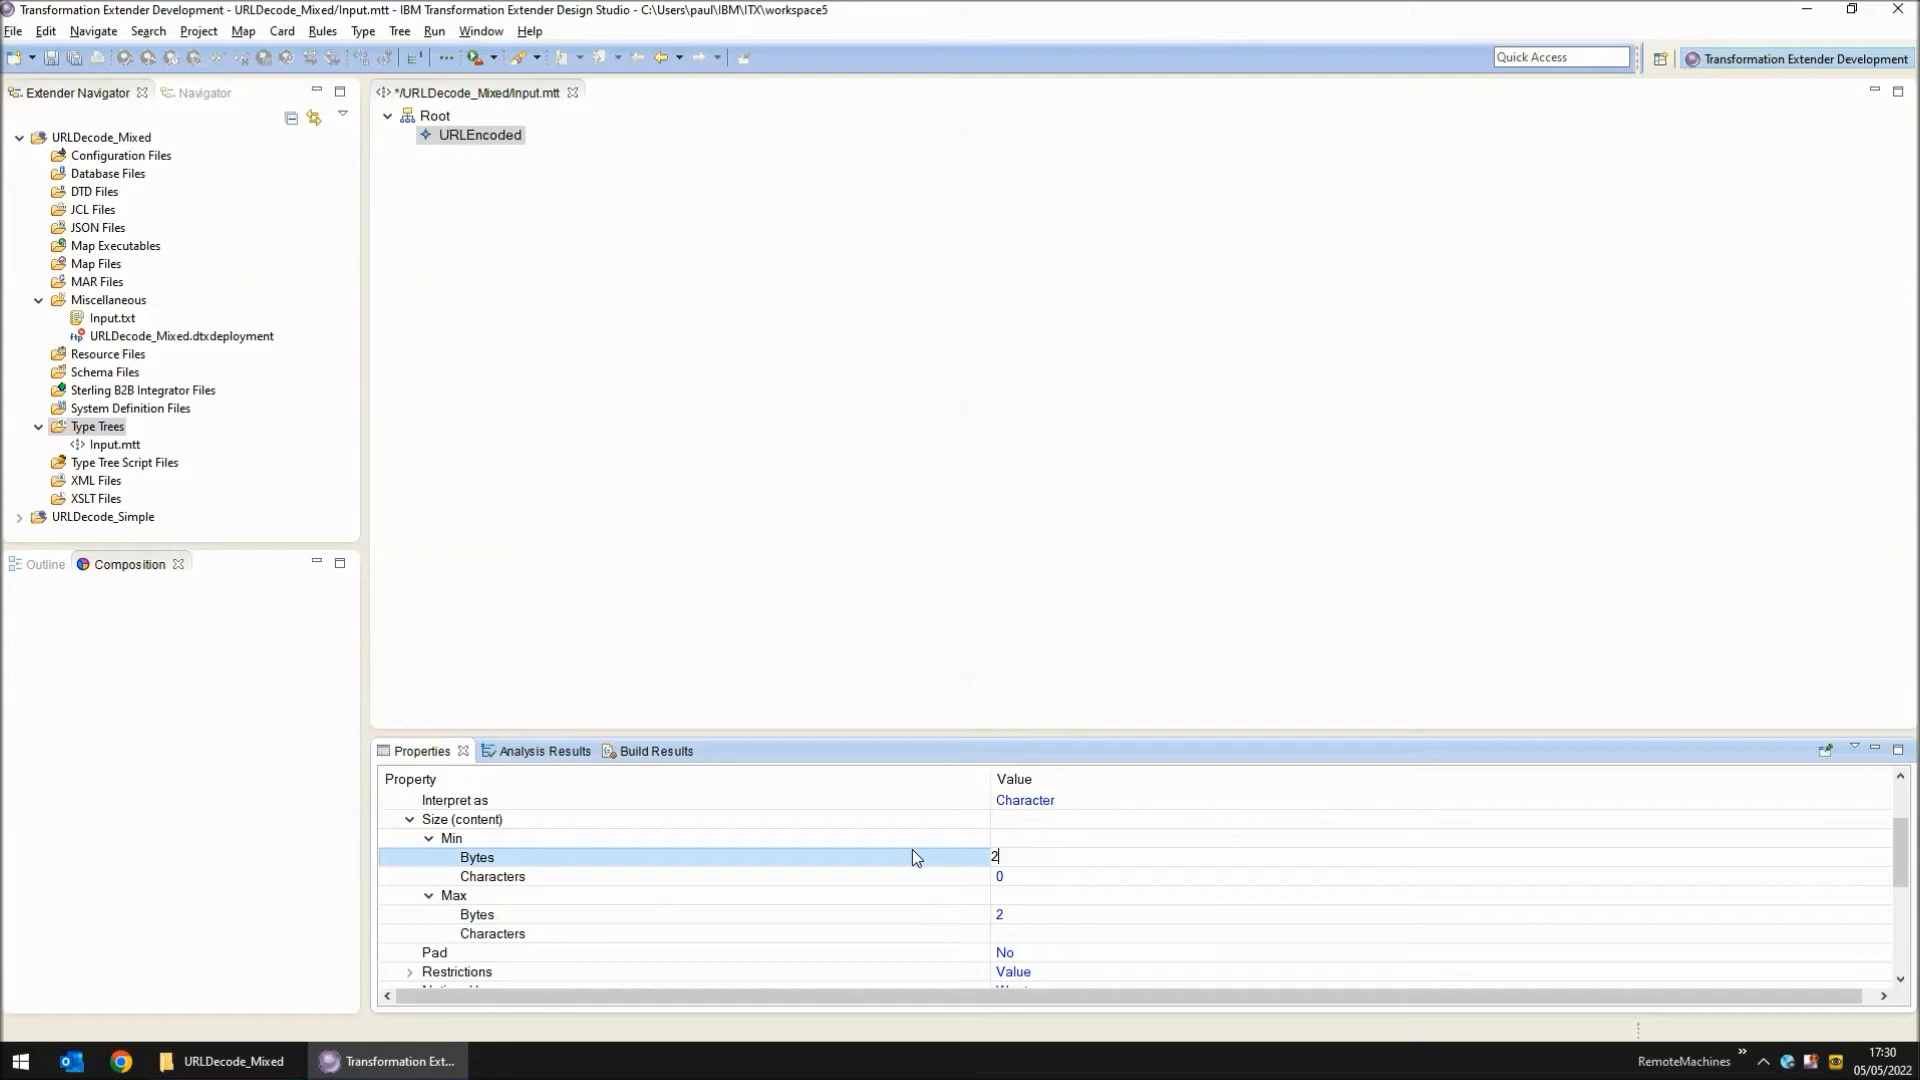 Transformation Extender Development - URLDecode_Mixed/Input.mtt - IBM Transformation Extender Design Studio - C:\Users\paul\IBM\ITX\workspace5
File Edit Navigate Search Project Map Card Rules Type Tree Run Window Help
Quick Access
Transformation Extender Development
Extender Navigator
Navigator
URLDecode_Mixed
Configuration Files
Database Files
DTD Files
JCL Files
JSON Files
Map Executables
Map Files
MAR Files
Miscellaneous
Input.txt
URLDecode_Mixed.dtxdeployment
Resource Files
Schema Files
Sterling B2B Integrator Files
System Definition Files
Type Trees
Input.mtt
Type Tree Script Files
XML Files
XSLT Files
URLDecode_Simple
Outline
Composition
*/URLDecode_Mixed/Input.mtt
Root
URLEncoded
Properties
Analysis Results
Build Results
Property Value
Interpret as Character
Size (content)
Min
Bytes 2
Characters 0
Max
Bytes 2
Characters
Pad No
Restrictions Value
URLDecode_Mixed
Transformation Ext...
RemoteMachines
17:30
05/05/2022